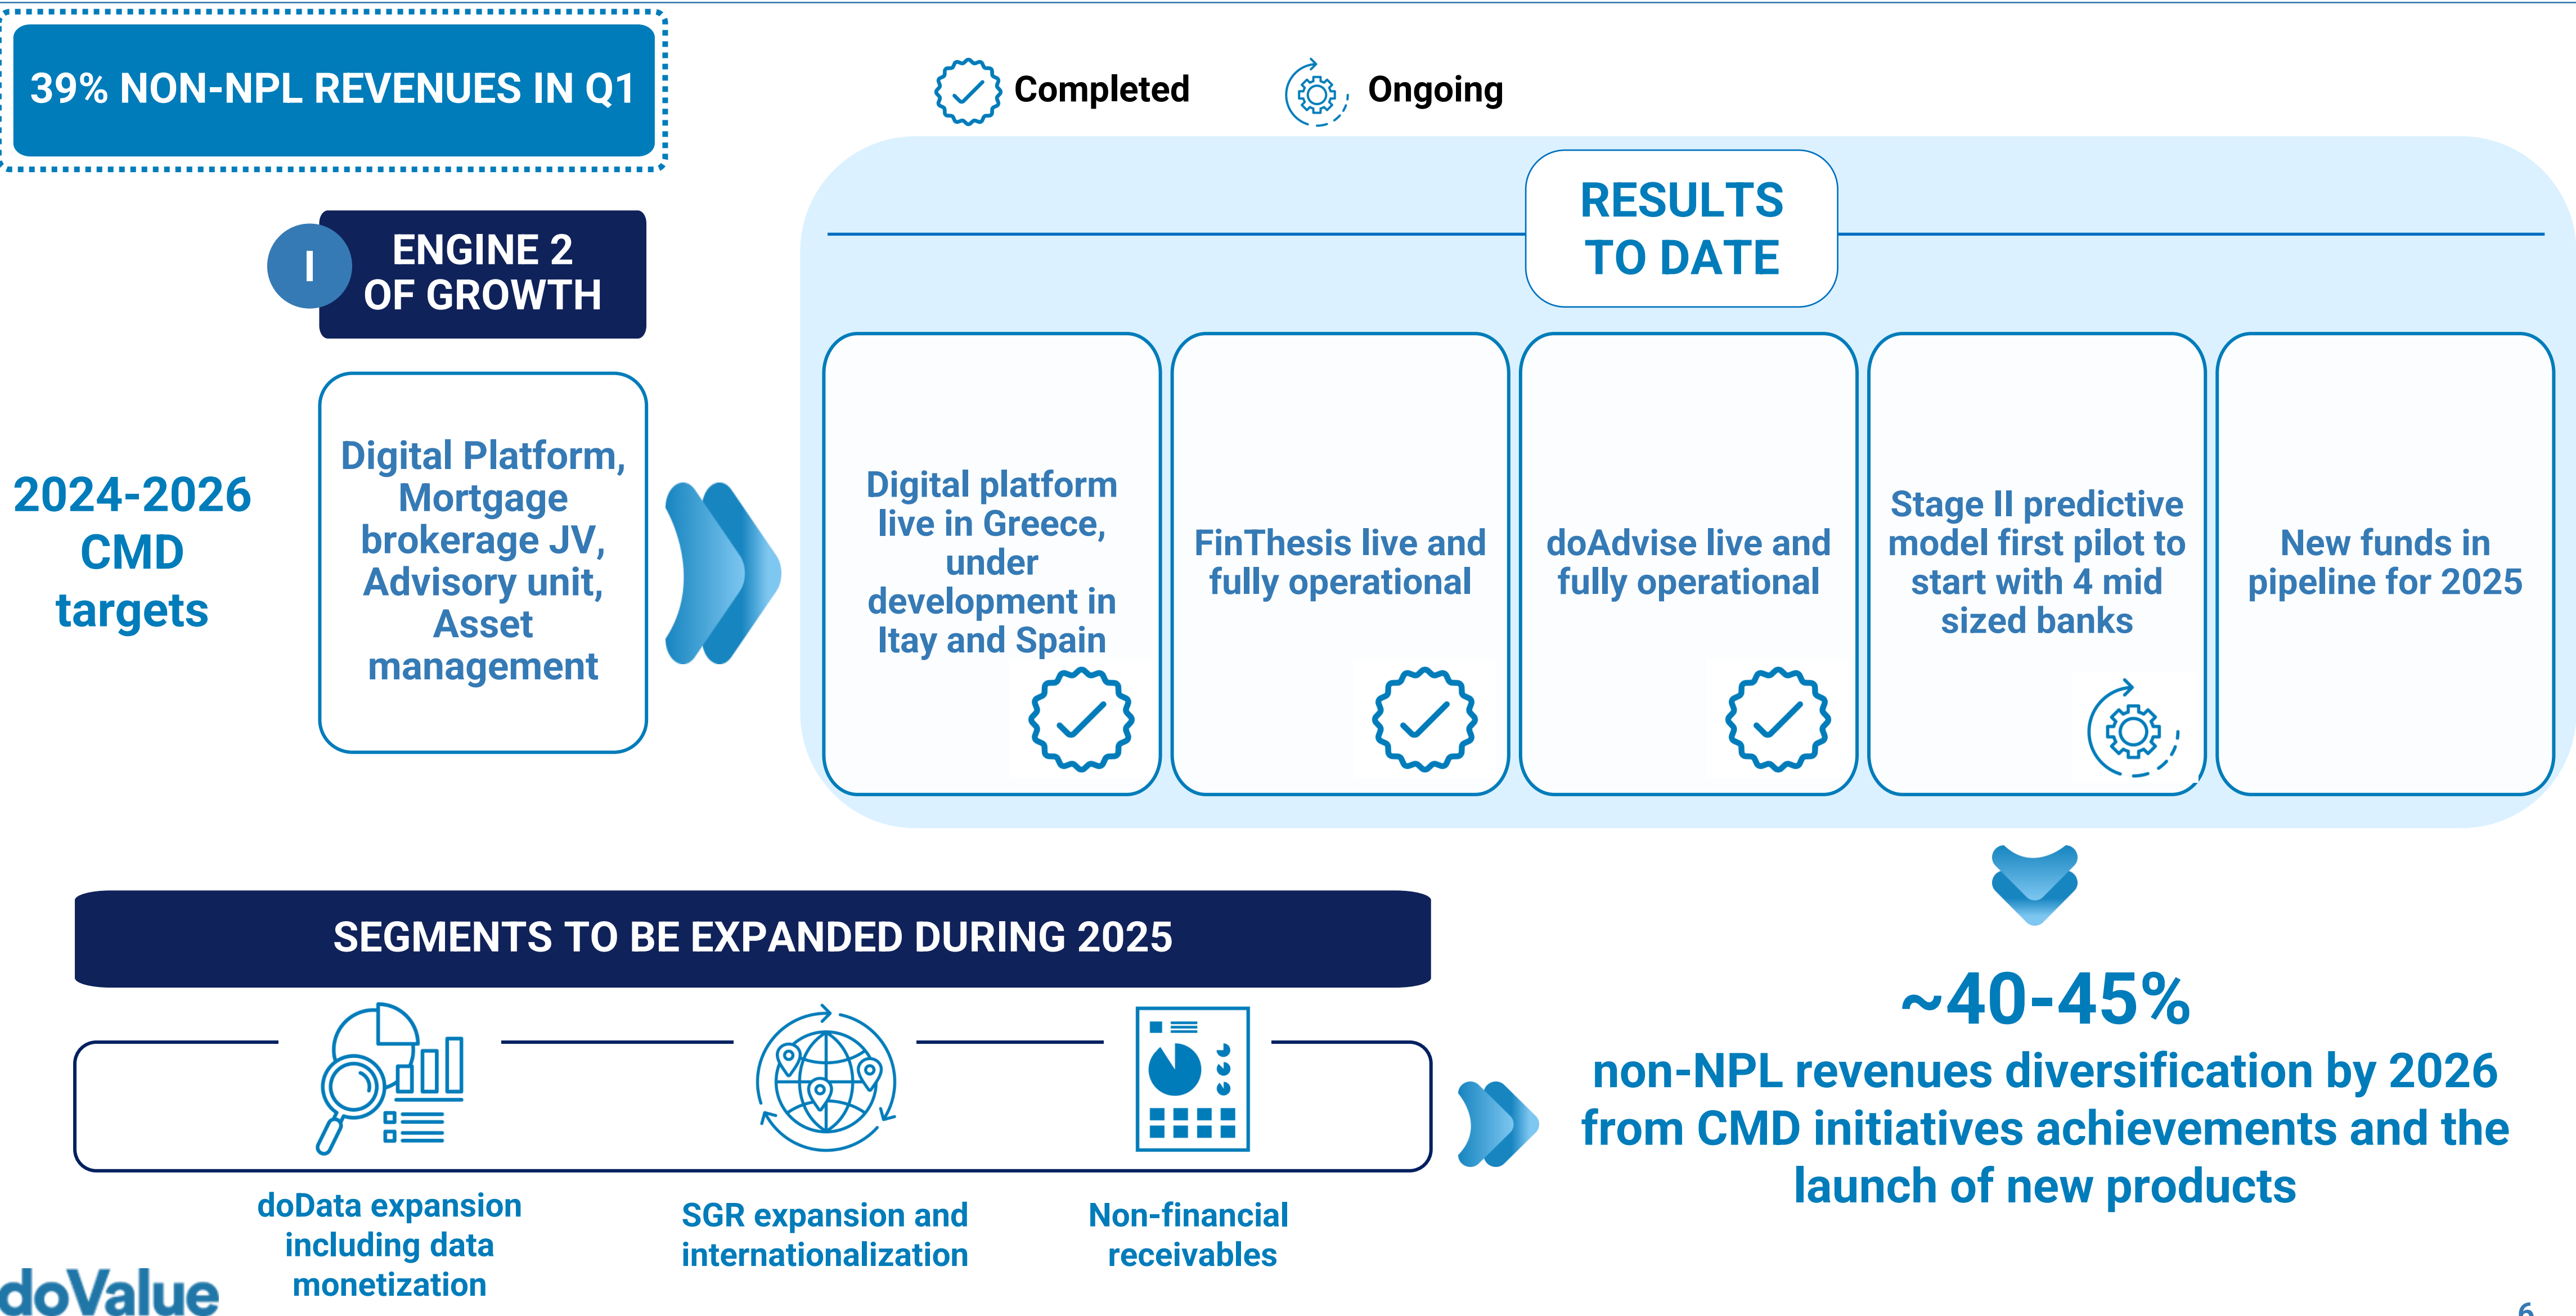 39% NON-NPL REVENUES IN Q1
Completed
Ongoing
RESULTS
TO DATE
I
ENGINE 2
OF GROWTH
2024-2026
CMD
targets
Digital Platform,
Mortgage
brokerage JV,
Advisory unit,
Asset
management
Digital platform
live in Greece,
under
development in
Itay and Spain
FinThesis live and
fully operational
doAdvise live and
fully operational
Stage II predictive
model first pilot to
start with 4 mid
sized banks
New funds in
pipeline for 2025
SEGMENTS TO BE EXPANDED DURING 2025
doData expansion
including data
monetization
SGR expansion and
internationalization
Non-financial
receivables
~40-45%
non-NPL revenues diversification by 2026
from CMD initiatives achievements and the
launch of new products
doValue
6